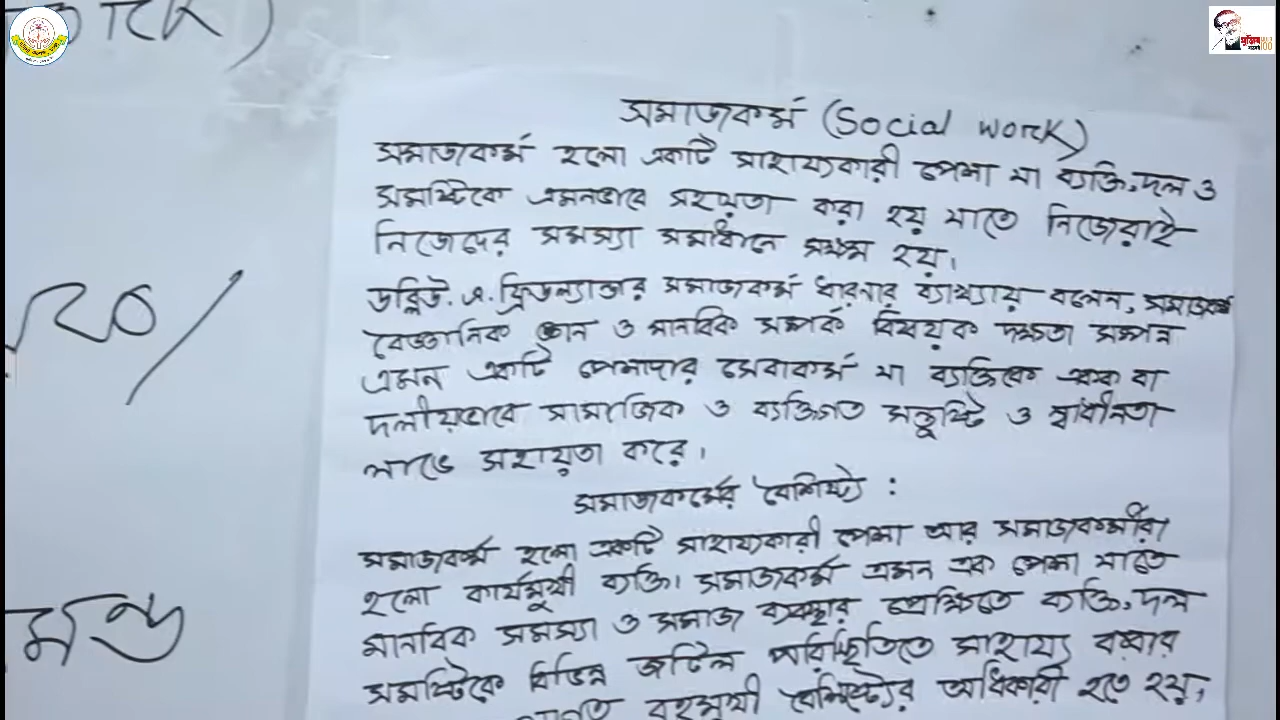 সমাজকর্ম (Social work)
সমাজকর্ম হলো একটি সাহায্যকারী পেশা যা ব্যক্তি, দল ও
সমষ্টিকে এমনভাবে সহায়তা করা হয় যাতে নিজেরাই
নিজেদের সমস্যা সমাধানে সক্ষম হয়।
ডব্লিউ. এ. ফ্রিডল্যান্ডার সমাজকর্ম ধারনার ব্যাখ্যায় বলেন, সমাজকর্ম
বৈজ্ঞানিক জ্ঞান ও মানবিক সম্পর্ক বিষয়ক দক্ষতা সম্পন্ন
এমন একটি পেশাদার সেবাকর্ম যা ব্যক্তিকে একক বা
দলীয়ভাবে সামাজিক ও ব্যক্তিগত সন্তুষ্টি ও স্বাধীনতা
লাভে সহায়তা করে।
সমাজকর্মের বৈশিষ্ট্য :
সমাজকর্ম হলো একটি সাহায্যকারী পেশা আর সমাজকর্মীরা
হলো কার্যমুখী ব্যক্তি। সমাজকর্ম এমন এক পেশা যাতে
মানবিক সমস্যা ও সমাজ ব্যবস্থার প্রেক্ষিতে ব্যক্তি, দল
সমষ্টিকে বিভিন্ন জটিল পরিস্থিতিতে সাহায্য করার
বহুমুখী বৈশিষ্ট্যের অধিকারী হতে হয়,